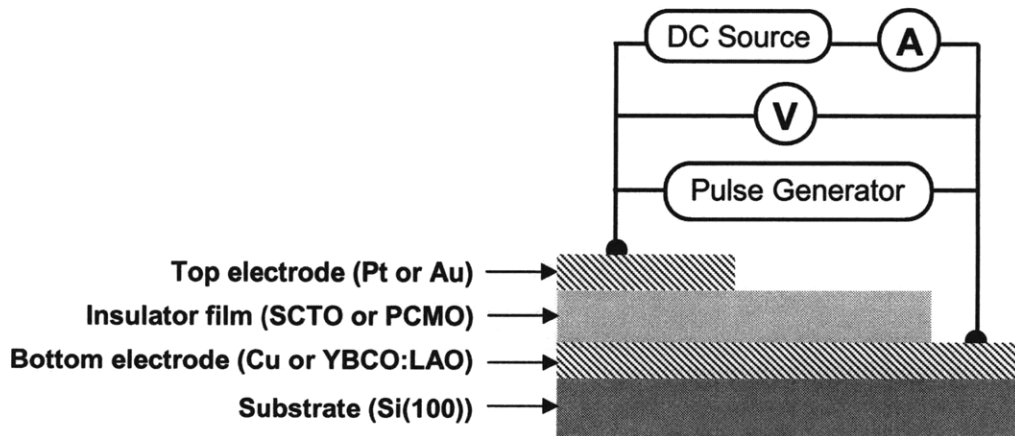 DC Source
A
V
Pulse Generator
Top electrode (Pt or Au)
Insulator film (SCTO or PCMO)
Bottom electrode (Cu or YBCO:LAO)
Substrate (Si(100))